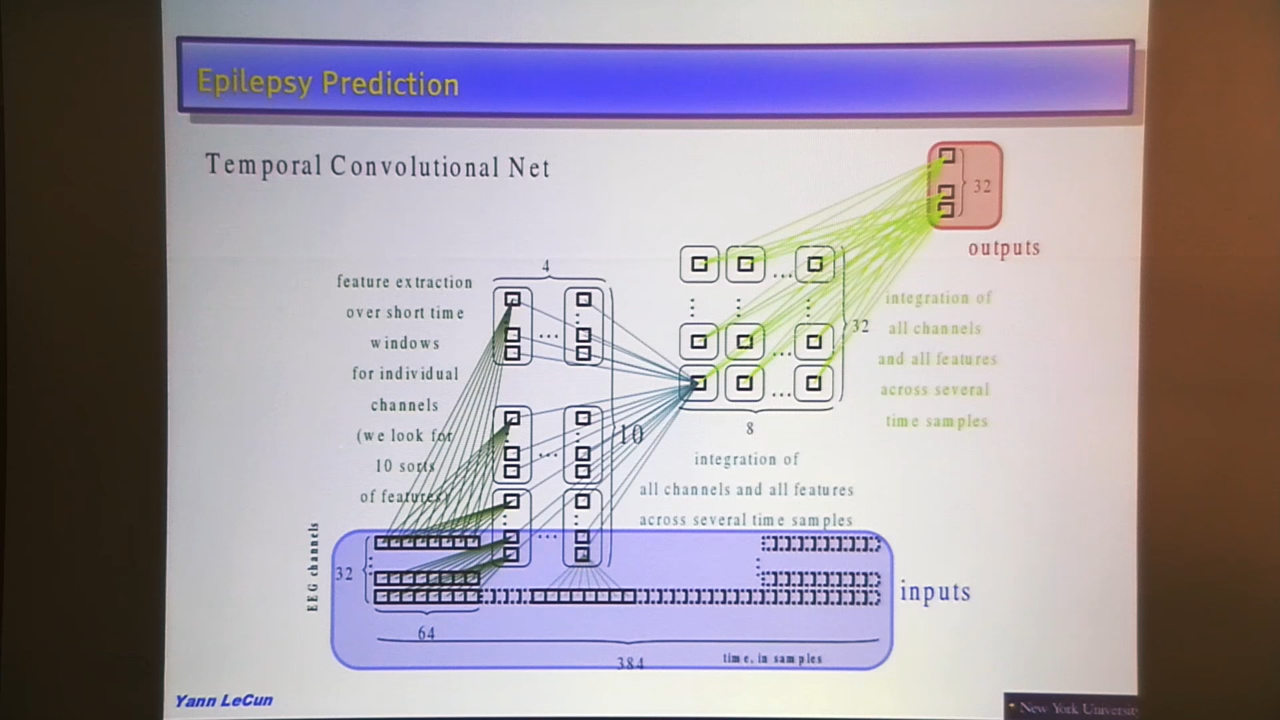 Epilepsy Prediction
Temporal Convolutional Net
32
outputs
4
feature extraction
over short time
windows
for individual
channels
(we look for
10 sorts
of features)
10
32
8
integration of
all channels
and all features
across several
time samples
integration of
all channels and all features
across several time samples
EEG channels
32
inputs
64
384
time, in samples
Yann LeCun
New York University